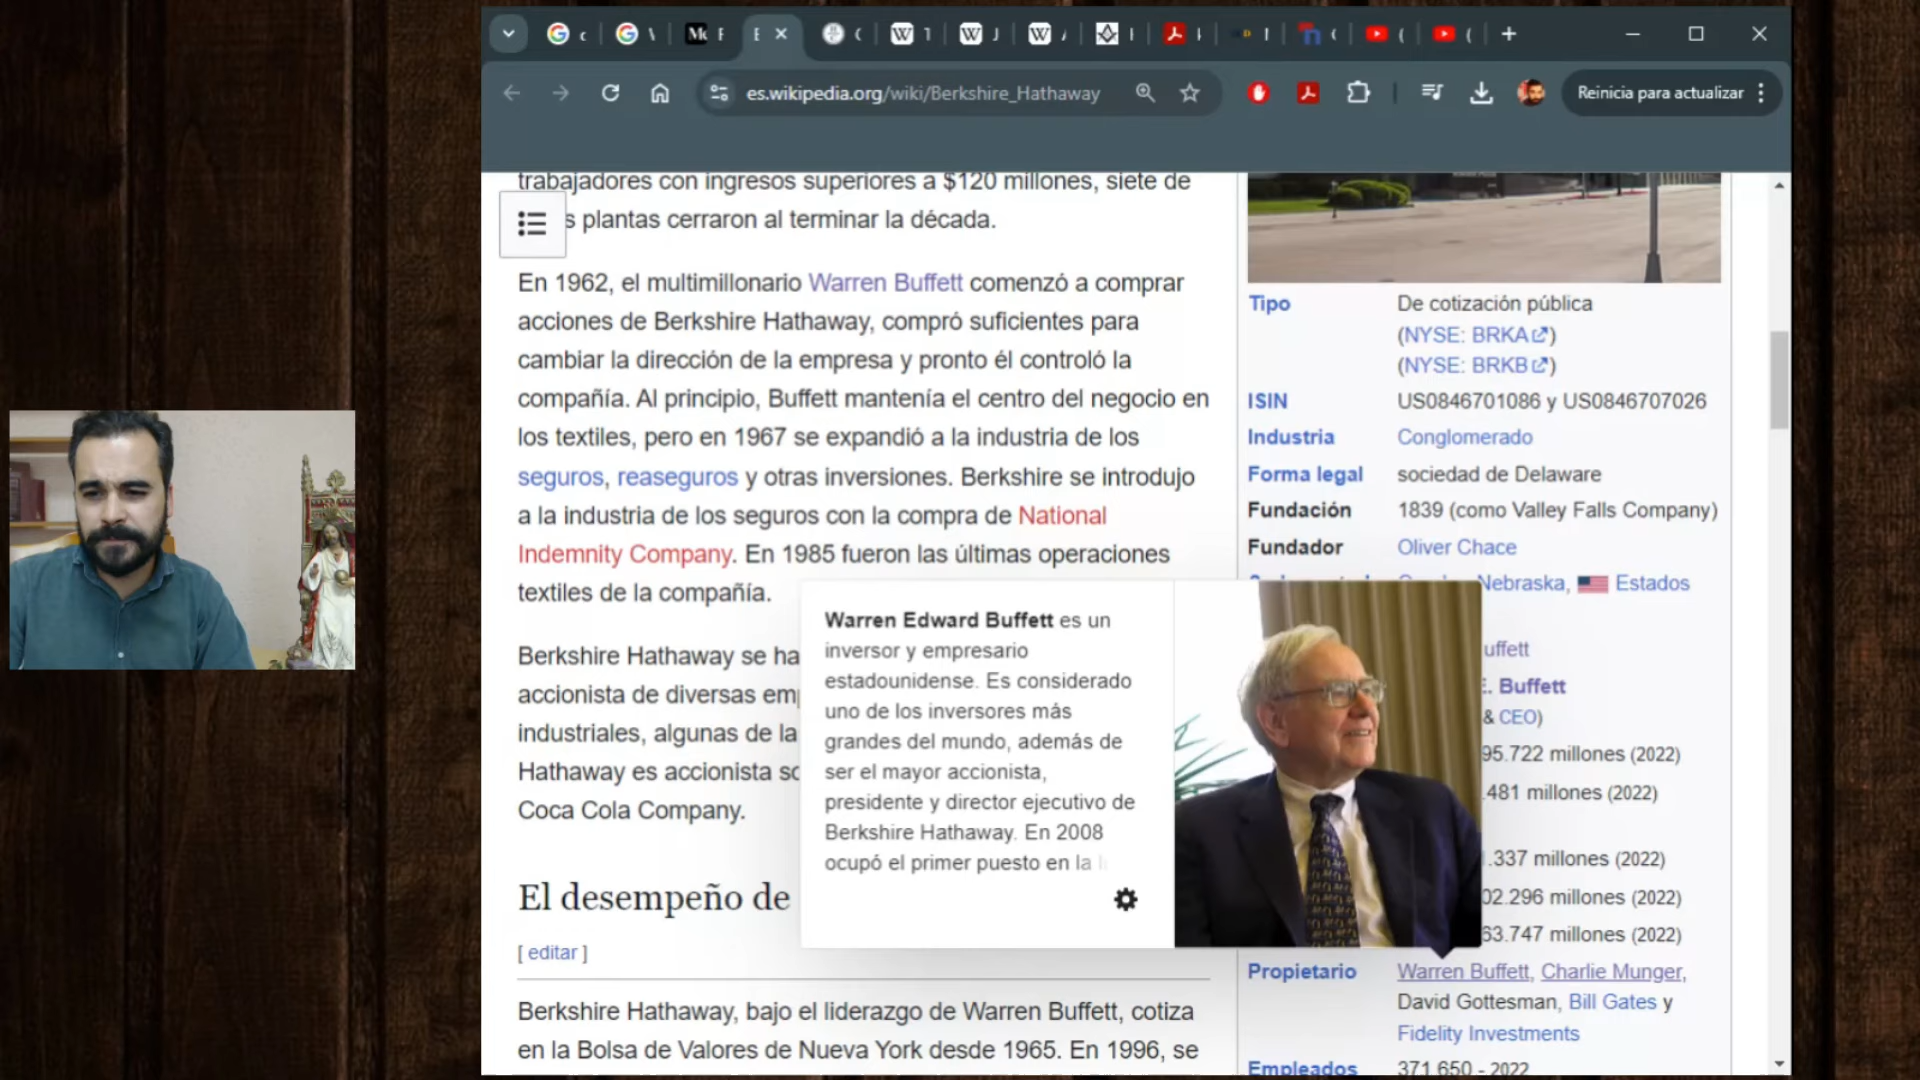 es.wikipedia.org/wiki/Berkshire_Hathaway
Reinicia para actualizar
trabajadores con ingresos superiores a $120 millones, siete de
s plantas cerraron al terminar la década.
En 1962, el multimillonario Warren Buffett comenzó a comprar
acciones de Berkshire Hathaway, compró suficientes para
cambiar la dirección de la empresa y pronto él controló la
compañía. Al principio, Buffett mantenía el centro del negocio en
los textiles, pero en 1967 se expandió a la industria de los
seguros, reaseguros y otras inversiones. Berkshire se introdujo
a la industria de los seguros con la compra de National
Indemnity Company. En 1985 fueron las últimas operaciones
textiles de la compañía.
Berkshire Hathaway se ha
accionista de diversas em
industriales, algunas de la
Hathaway es accionista
Coca Cola Company.
El desempeño de
[ editar ]
Berkshire Hathaway, bajo el liderazgo de Warren Buffett, cotiza
en la Bolsa de Valores de Nueva York desde 1965. En 1996, se
Warren Edward Buffett es un
inversor y empresario
estadounidense. Es considerado
uno de los inversores más
grandes del mundo, además de
ser el mayor accionista,
presidente y director ejecutivo de
Berkshire Hathaway. En 2008
ocupó el primer puesto en la
Tipo De cotización pública
(NYSE: BRKA)
(NYSE: BRKB)
ISIN US0846701086 y US0846707026
Industria Conglomerado
Forma legal sociedad de Delaware
Fundación 1839 (como Valley Falls Company)
Fundador Oliver Chace
Nebraska, Estados
uffett
E. Buffett
& CEO)
95.722 millones (2022)
.481 millones (2022)
.337 millones (2022)
02.296 millones (2022)
63.747 millones (2022)
Propietario Warren Buffett, Charlie Munger,
David Gottesman, Bill Gates y
Fidelity Investments
Empleados 371 650 - 2022